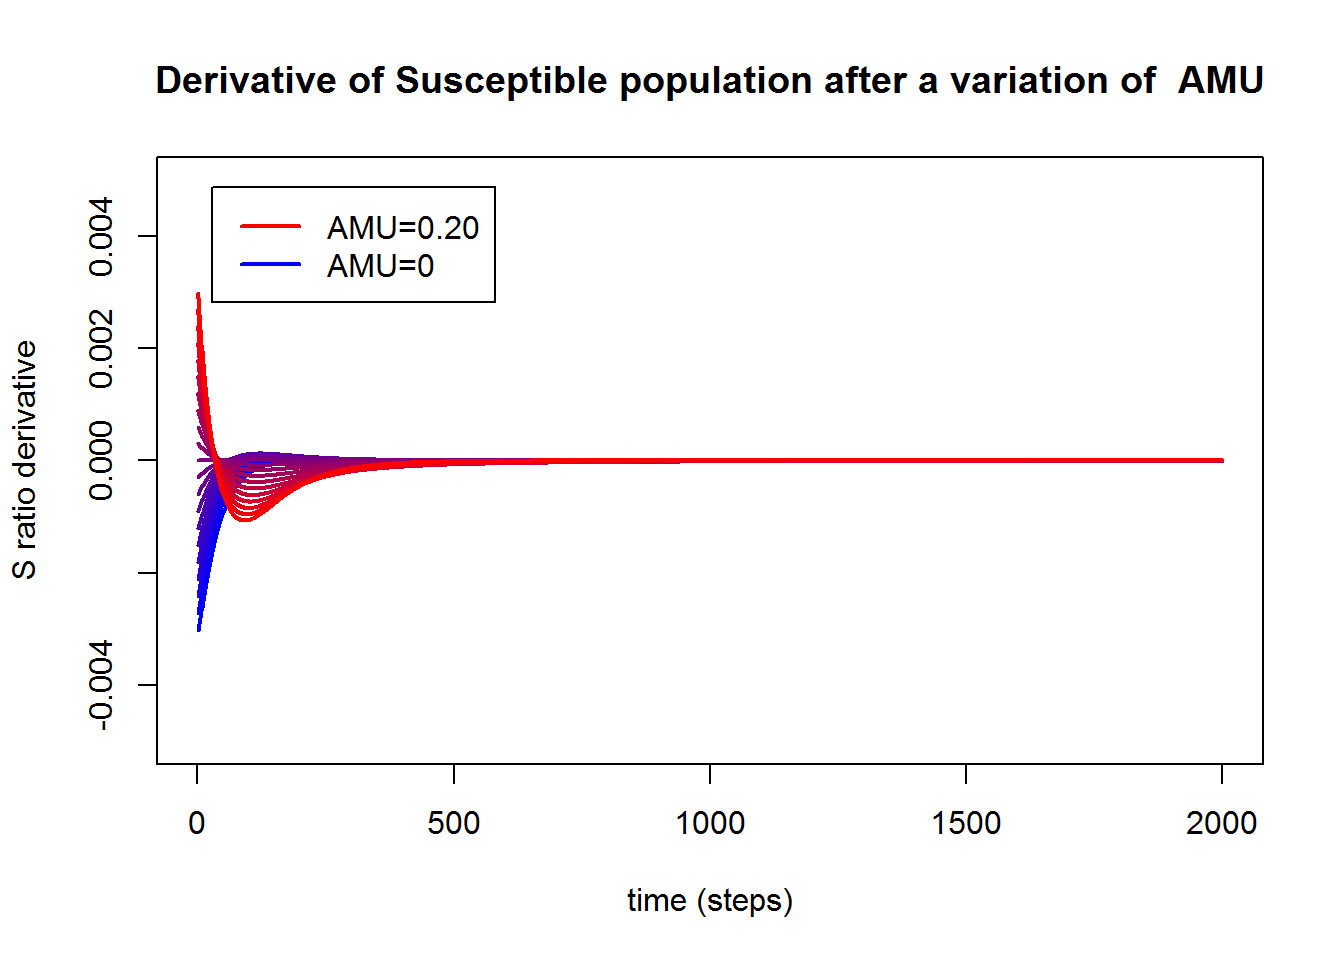 Derivative of Susceptible population after a variation of  AMU
AMU=0.20
AMU=0
0.004
0.002
0.000
-0.004
S ratio derivative
0 500 1000 1500 2000
time (steps)